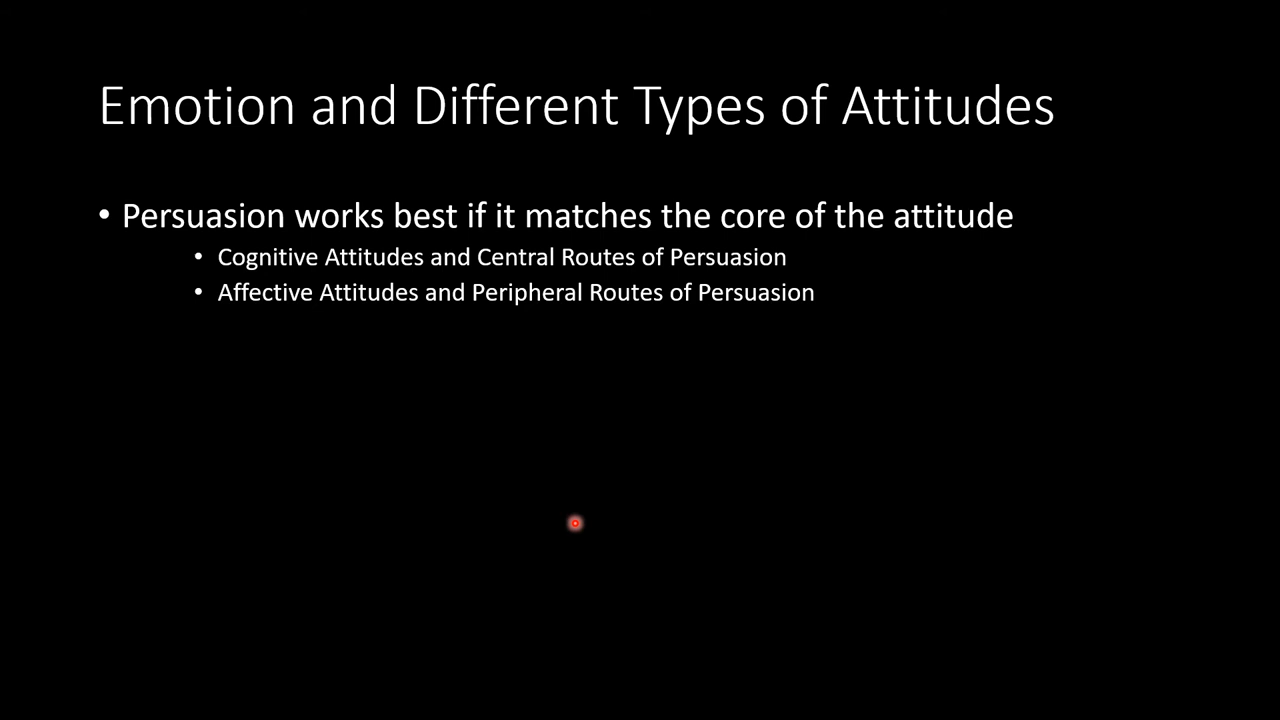 Emotion and Different Types of Attitudes
• Persuasion works best if it matches the core of the attitude
• Cognitive Attitudes and Central Routes of Persuasion
• Affective Attitudes and Peripheral Routes of Persuasion